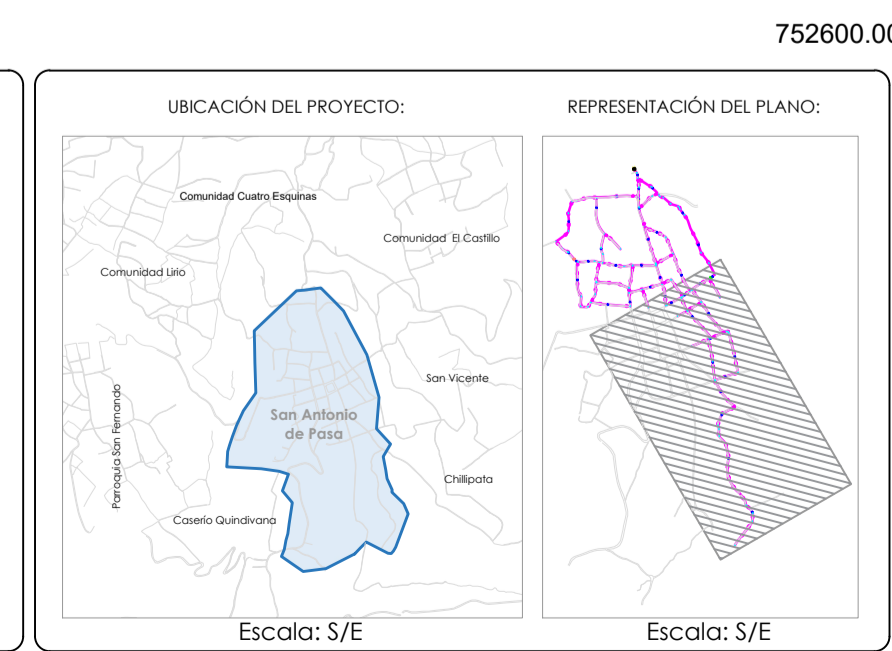 752600.00
UBICACIÓN DEL PROYECTO:
REPRESENTACIÓN DEL PLANO:
Comunidad Cuatro Esquinas
Comunidad El Castillo
Comunidad Lirio
San Vicente
Parroquia San Fernando
San Antonio
de Pasa
Chillipata
Caserío Quindivana
Escala: S/E
Escala: S/E